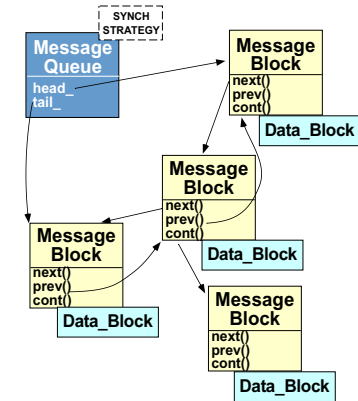 SYNCH
STRATEGY
Message
Queue
head_
tail_
Message
Block
next()
prev()
cont()
Data_Block
Message
Block
next()
prev()
cont()
Data_Block
Message
Block
next()
prev()
cont()
Data_Block
Message
Block
next()
prev()
cont()
Data_Block